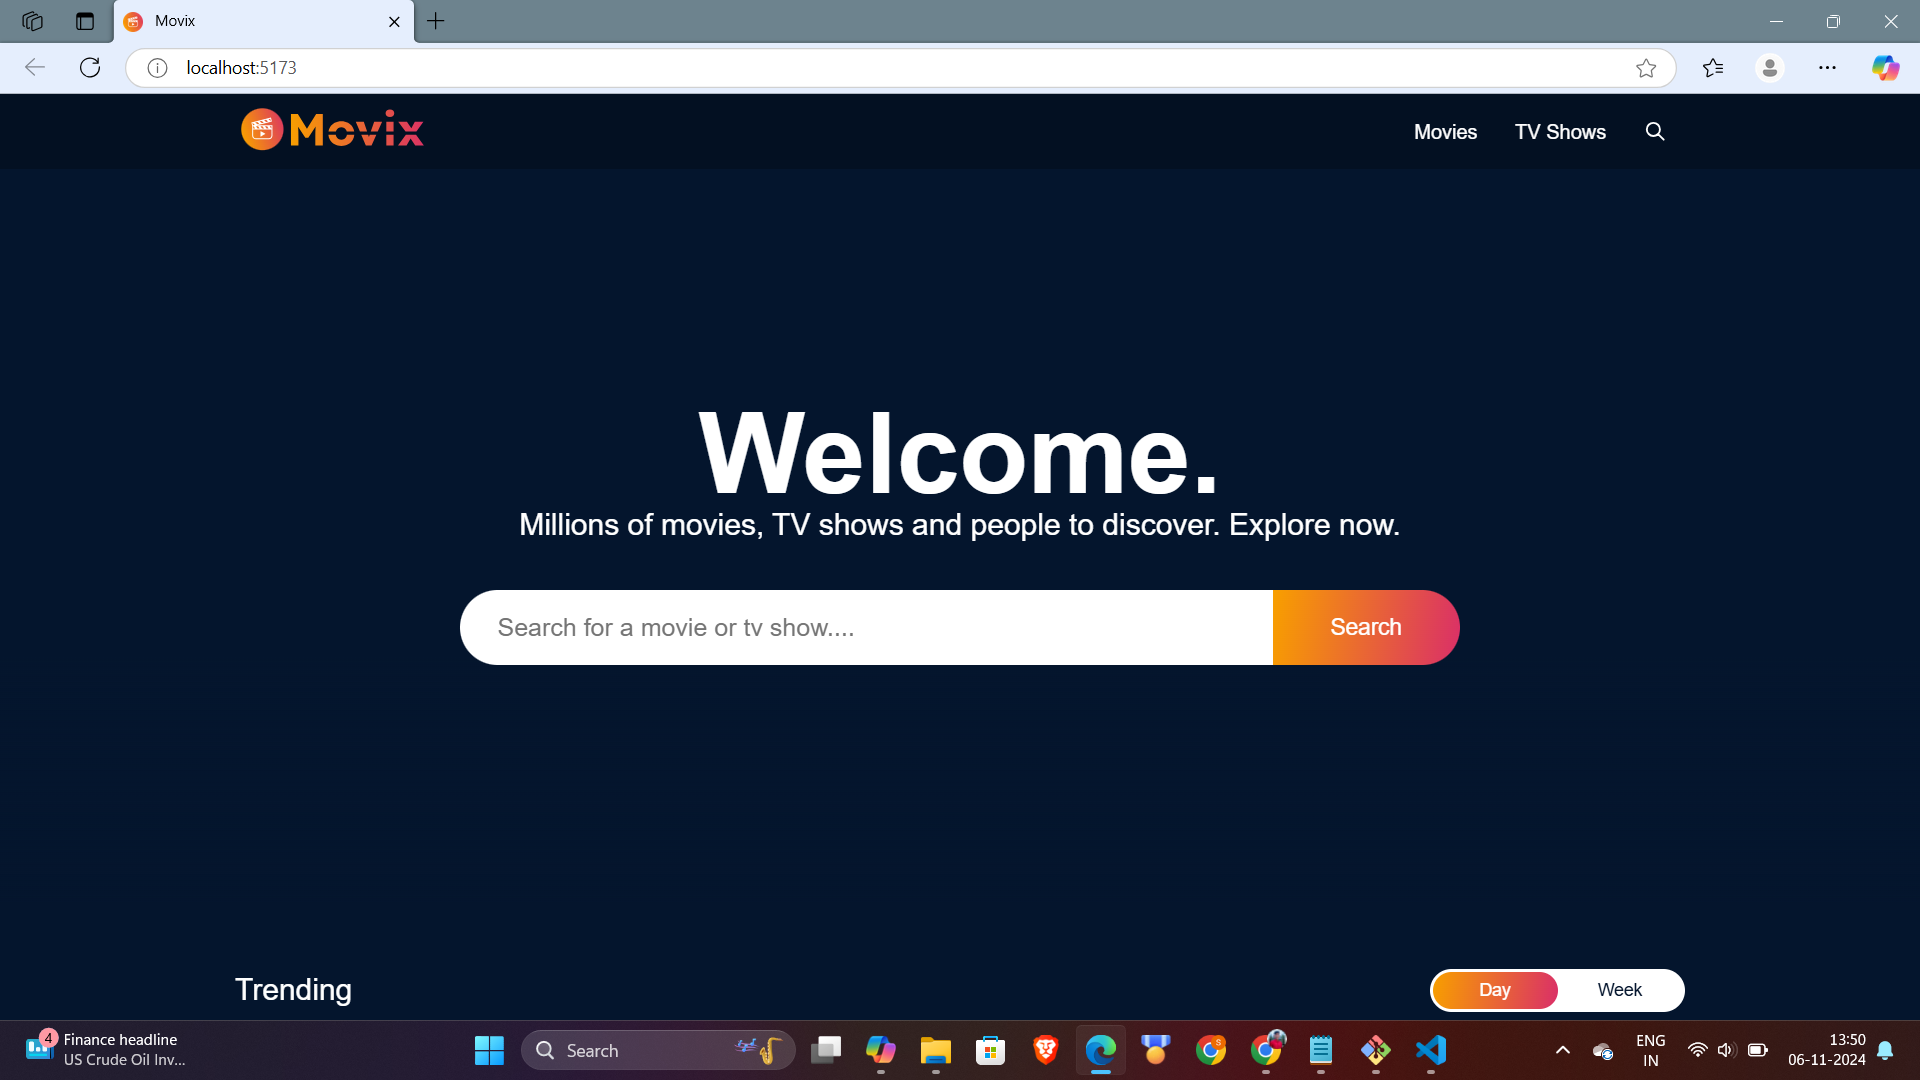 Movix
localhost:5173
Movix
Movies
TV Shows
Welcome.
Millions of movies, TV shows and people to discover. Explore now.
Search for a movie or tv show....
Search
Trending
Day
Week
4
Finance headline
US Crude Oil Inv...
Search
S
ENG
IN
13:50
06-11-2024